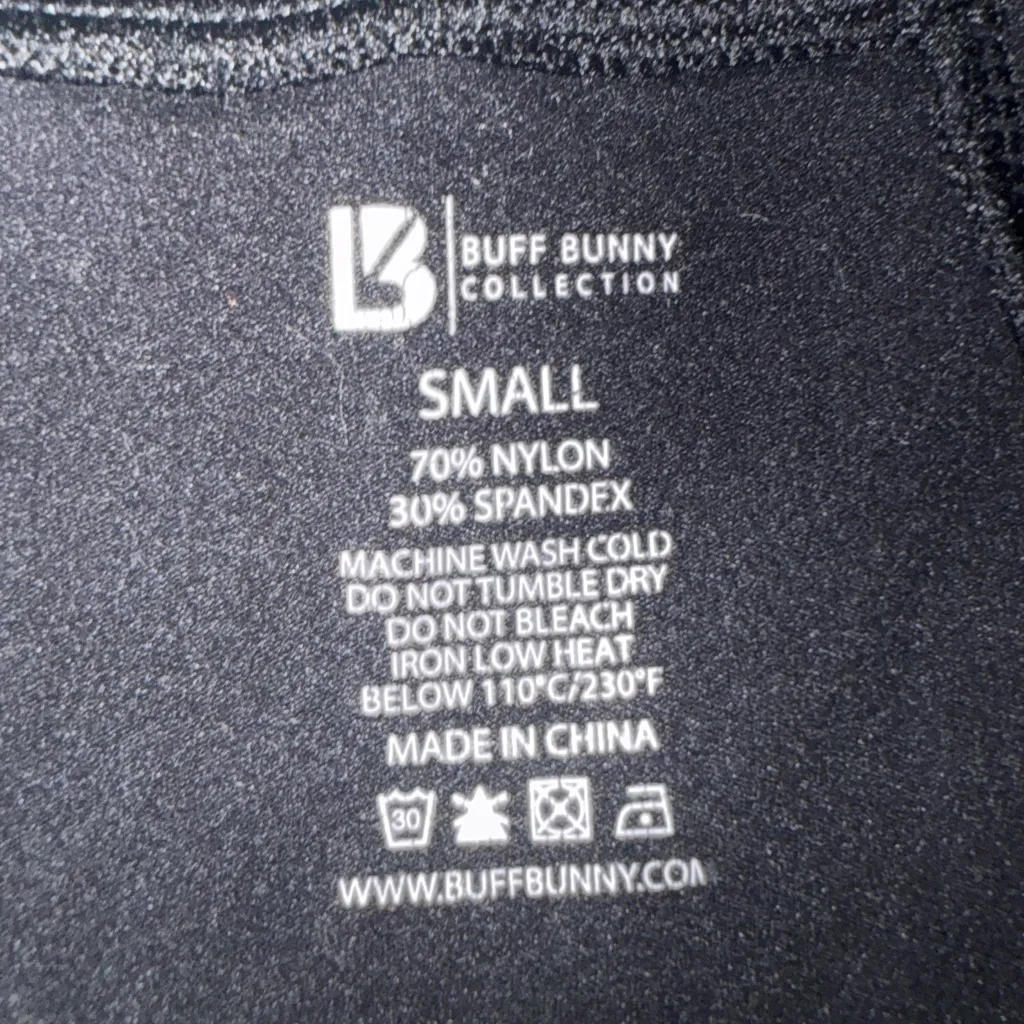 BUFF BUNNY
COLLECTION
SMALL
70% NYLON
30% SPANDEX
MACHINE WASH COLD
DO NOT TUMBLE DRY
DO NOT BLEACH
IRON LOW HEAT
BELOW 110°C/230°F
MADE IN CHINA
30
WWW.BUFFBUNNY.COM